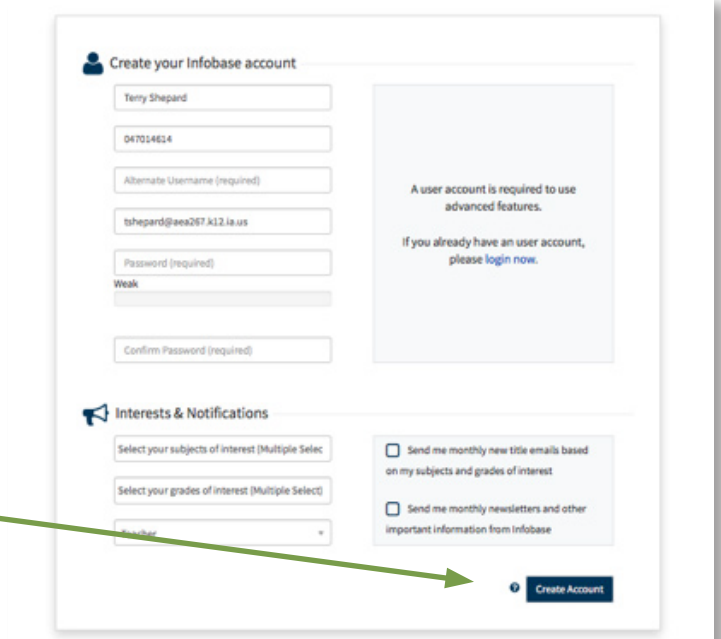 Create your Infobase account
Terry Shepard
047014614
Alternate Username (required)
tshepard@aea267.k12.ia.us
Password (required)
Weak
Confirm Password (required)
A user account is required to use
advanced features.
If you already have an user account,
please login now.
Interests & Notifications
Select your subjects of interest (Multiple Selec
Select your grades of interest (Multiple Select)
Teacher
Send me monthly new title emails based
on my subjects and grades of interest
Send me monthly newsletters and other
important information from Infobase
? Create Account